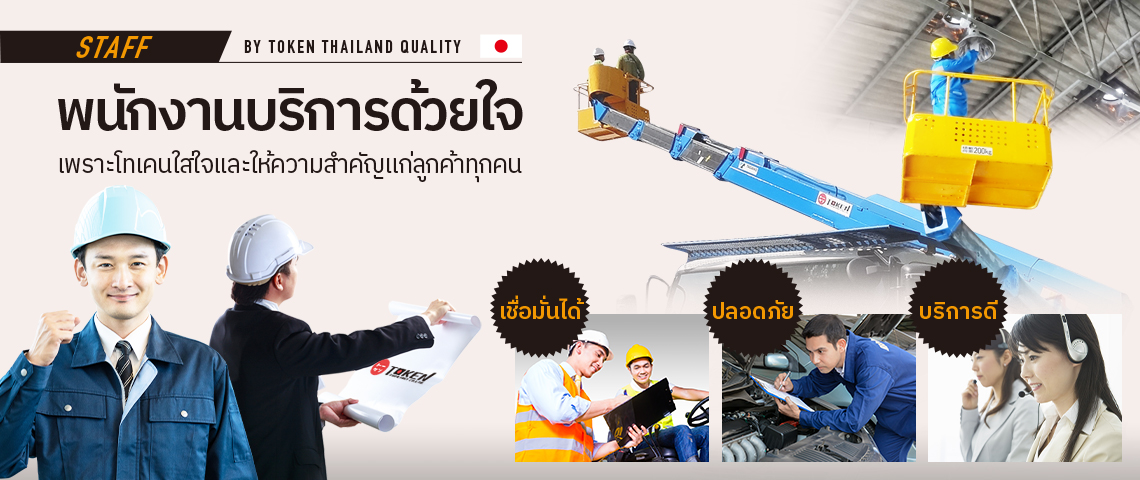 STAFF
BY TOKEN THAILAND QUALITY
พนักงานบริการด้วยใจ
เพราะโทเคนใส่ใจและให้ความสำคัญแก่ลูกค้าทุกคน
TOKEN
TOKEN
200kg
เชื่อมั่นได้
ปลอดภัย
บริการดี